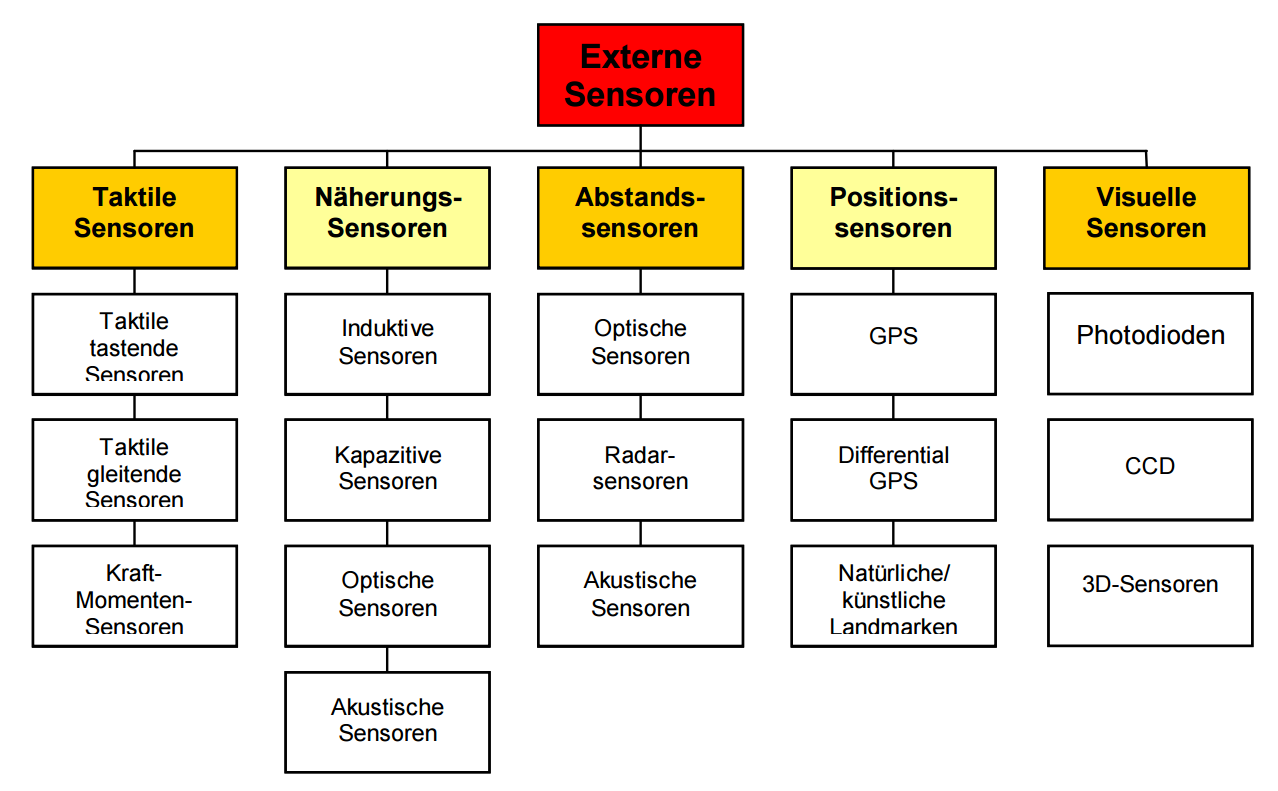 Externe
Sensoren
Taktile
Sensoren
Näherungs-
Sensoren
Abstands-
sensoren
Positions-
sensoren
Visuelle
Sensoren
Taktile
tastende
Sensoren
Induktive
Sensoren
Optische
Sensoren
GPS
Photodioden
Taktile
gleitende
Sensoren
Kapazitive
Sensoren
Radar-
sensoren
Differential
GPS
CCD
Kraft-
Momenten-
Sensoren
Optische
Sensoren
Akustische
Sensoren
Natürliche/
künstliche
Landmarken
3D-Sensoren
Akustische
Sensoren